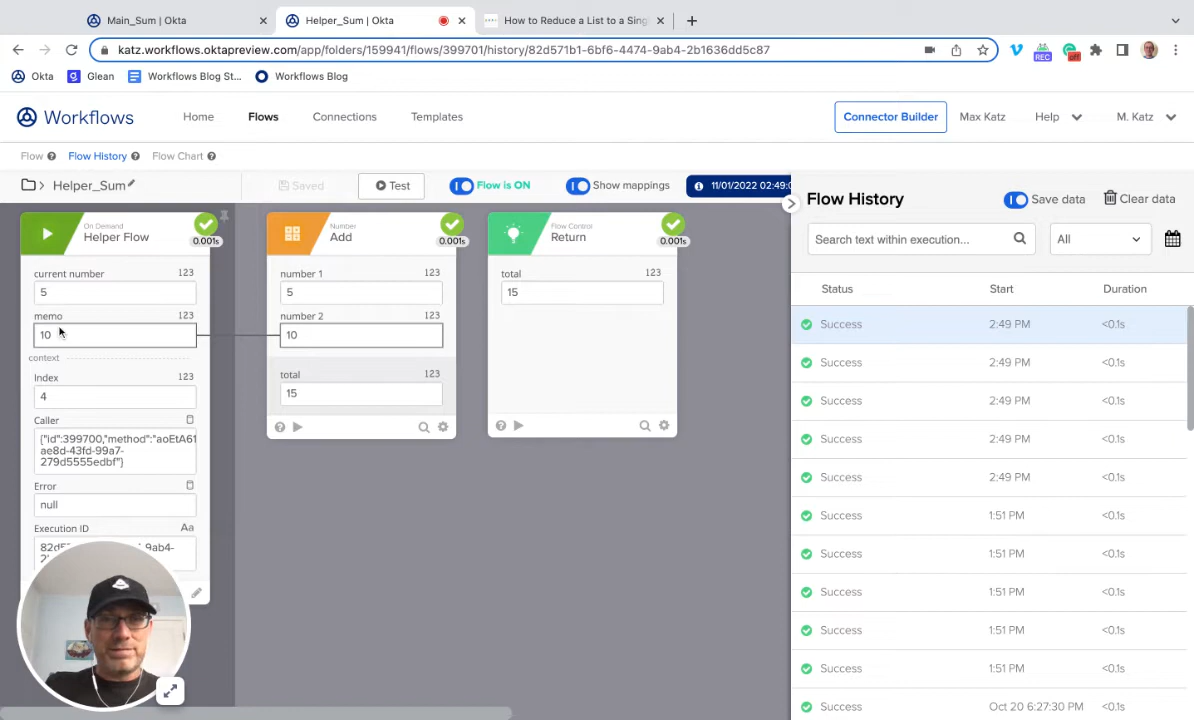 Main_Sum | Okta
Helper_Sum | Okta
How to Reduce a List to a Sing
katz.workflows.oktapreview.com/app/folders/159941/flows/399701/history/82d571b1-6bf6-4474-9ab4-2b1636dd5c87
REC
off
Okta
Glean
Workflows Blog St...
Workflows Blog
Workflows
Home
Flows
Connections
Templates
Connector Builder
Max Katz
Help
M. Katz
Flow
Flow History
Flow Chart
Helper_Sum
Saved
Test
Flow is ON
Show mappings
11/01/2022 02:49:0
Flow History
Save data
Clear data
Search text within execution...
All
Status Start Duration
Success 2:49 PM <0.1s
Success 2:49 PM <0.1s
Success 2:49 PM <0.1s
Success 2:49 PM <0.1s
Success 2:49 PM <0.1s
Success 1:51 PM <0.1s
Success 1:51 PM <0.1s
Success 1:51 PM <0.1s
Success 1:51 PM <0.1s
Success 1:51 PM <0.1s
Success Oct 20 6:27:30 PM <0.1s
On Demand
Helper Flow
0.001s
current number 123
5
memo 123
10
context
Index 123
4
Caller
{"id":399700,"method":"aoEtA61
ae8d-43fd-99a7-
279d5555edbf"}
Error
null
Execution ID Aa
Number
Add
0.001s
number 1 123
5
number 2 123
10
total 123
15
Flow Control
Return
0.001s
total 123
15